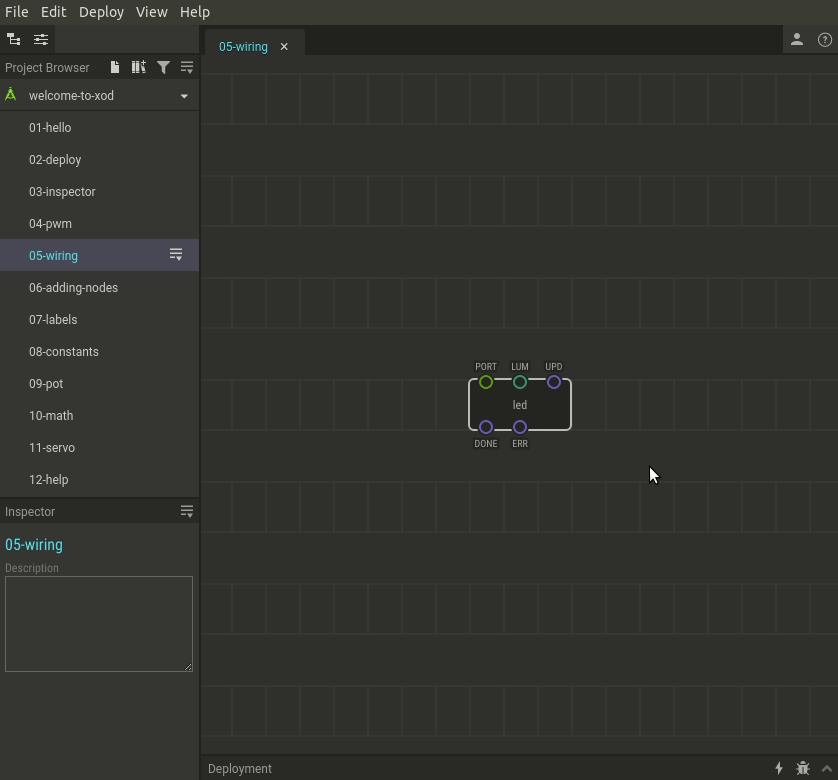 File Edit Deploy View Help
05-wiring ×
Project Browser
welcome-to-xod
01-hello
02-deploy
03-inspector
04-pwm
05-wiring
06-adding-nodes
07-labels
08-constants
09-pot
10-math
11-servo
12-help
Inspector
05-wiring
Description
PORT LUM UPD
led
DONE ERR
Deployment